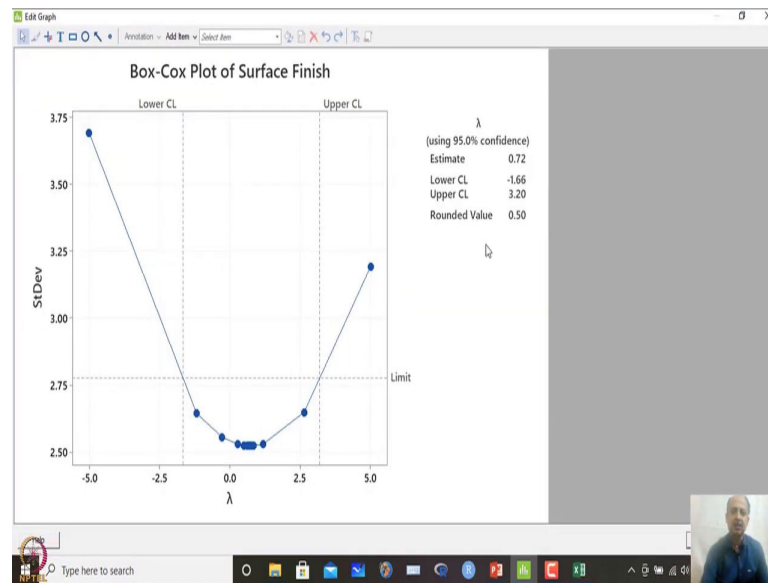 Edit Graph
T
Annotation
Add Item
Select Item
Box-Cox Plot of Surface Finish
Lower CL
Upper CL
3.75
3.50
3.25
3.00
2.75
2.50
StDev
Limit
-5.0
-2.5
0.0
2.5
5.0
λ
λ
(using 95.0% confidence)
Estimate 0.72
Lower CL -1.66
Upper CL 3.20
Rounded Value 0.50
NPTEL
Type here to search